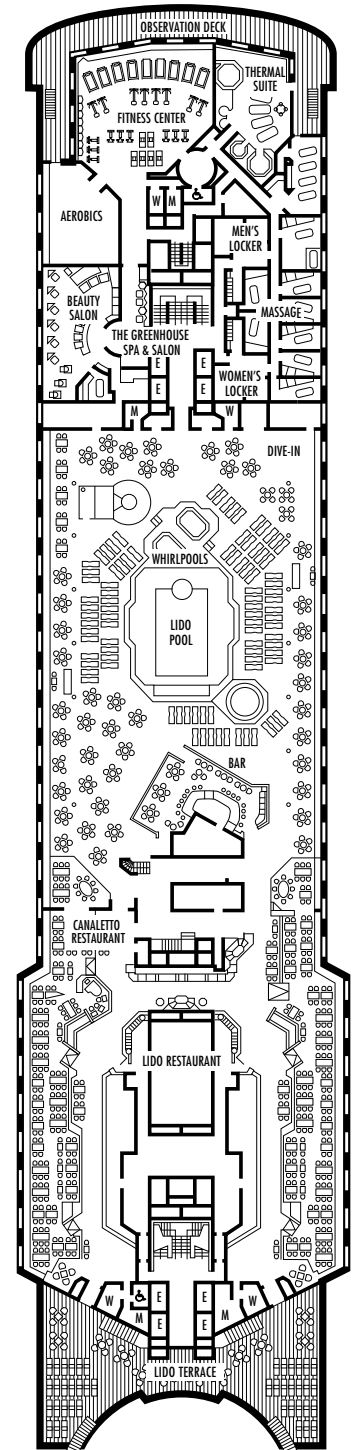 OBSERVATION DECK
THERMAL
SUITE
FITNESS CENTER
W M
AEROBICS
MEN'S
LOCKER
BEAUTY
SALON
MASSAGE
THE GREENHOUSE
SPA & SALON
E E
E E
WOMEN'S
LOCKER
M W
DIVE-IN
WHIRLPOOLS
LIDO
POOL
BAR
CANALETTO
RESTAURANT
LIDO RESTAURANT
W E E W
M E E M
LIDO TERRACE